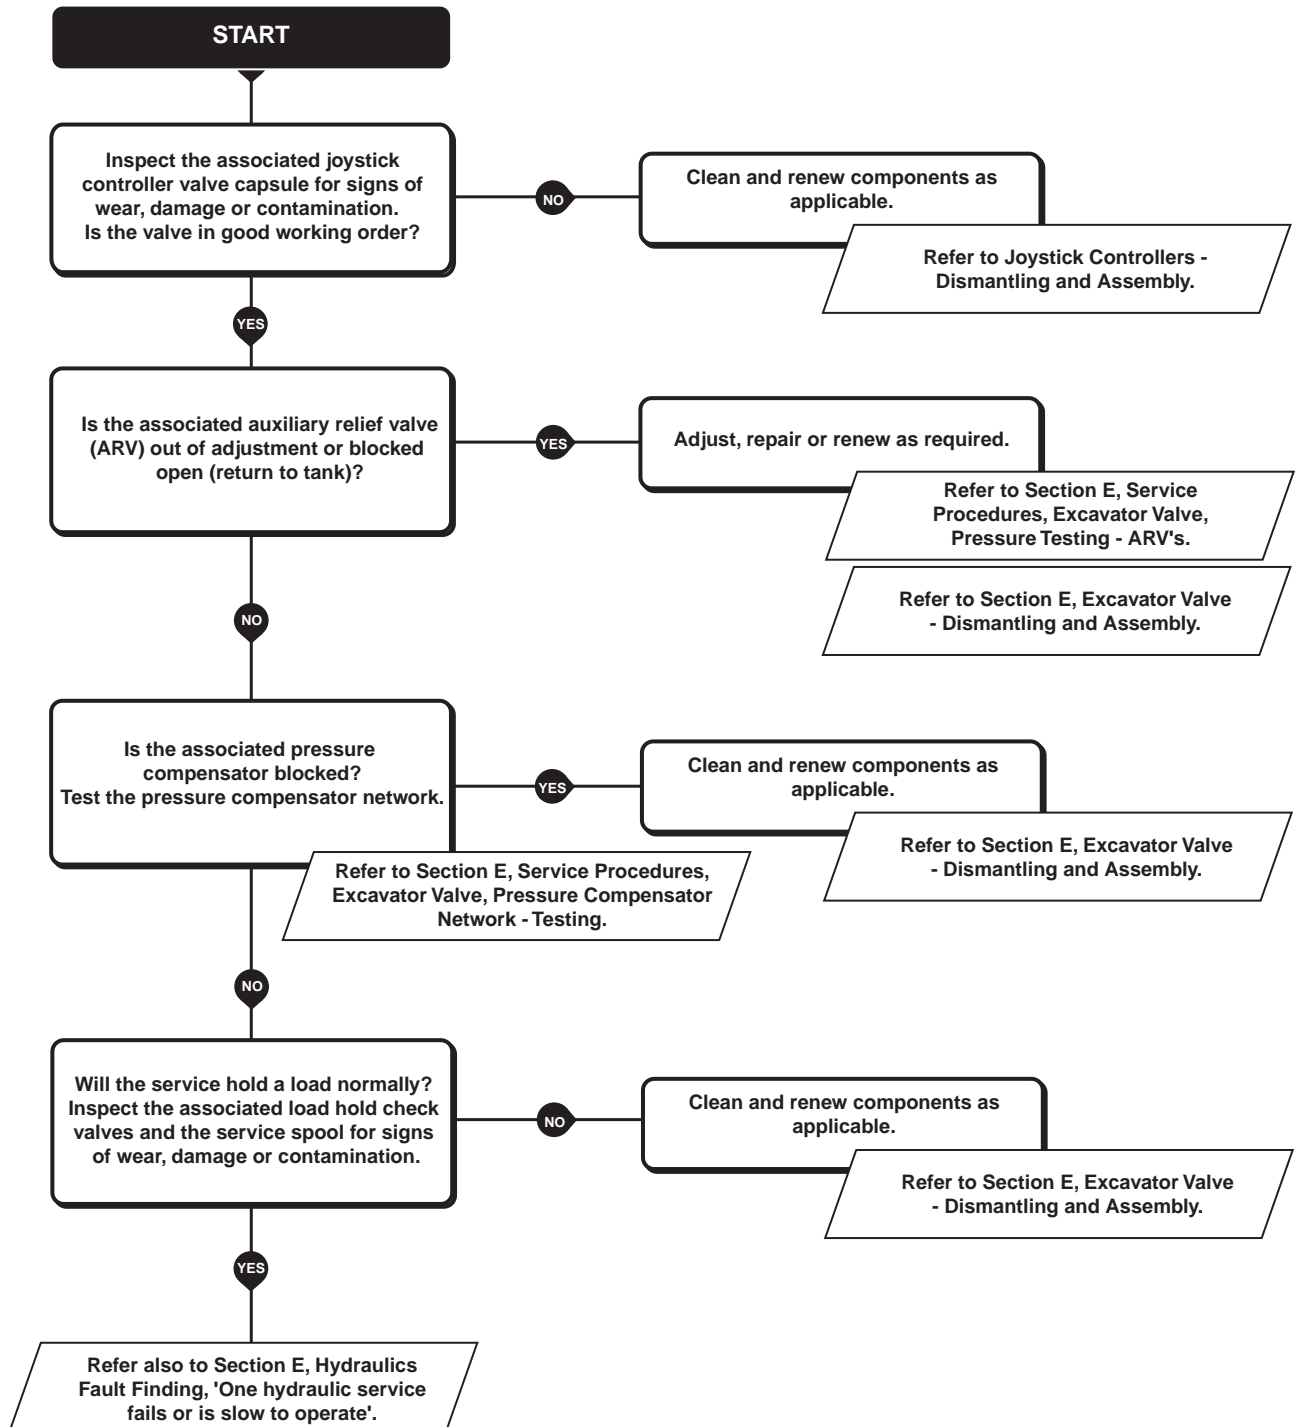 START
Inspect the associated joystick
controller valve capsule for signs of
wear, damage or contamination.
Is the valve in good working order?
NO
Clean and renew components as
applicable.
Refer to Joystick Controllers -
Dismantling and Assembly.
YES
Is the associated auxiliary relief valve
(ARV) out of adjustment or blocked
open (return to tank)?
YES
Adjust, repair or renew as required.
Refer to Section E, Service
Procedures, Excavator Valve,
Pressure Testing - ARV's.
Refer to Section E, Excavator Valve
- Dismantling and Assembly.
NO
Is the associated pressure
compensator blocked?
Test the pressure compensator network.
YES
Clean and renew components as
applicable.
Refer to Section E, Excavator Valve
- Dismantling and Assembly.
Refer to Section E, Service Procedures,
Excavator Valve, Pressure Compensator
Network - Testing.
NO
Will the service hold a load normally?
Inspect the associated load hold check
valves and the service spool for signs
of wear, damage or contamination.
NO
Clean and renew components as
applicable.
Refer to Section E, Excavator Valve
- Dismantling and Assembly.
YES
Refer also to Section E, Hydraulics
Fault Finding, 'One hydraulic service
fails or is slow to operate'.